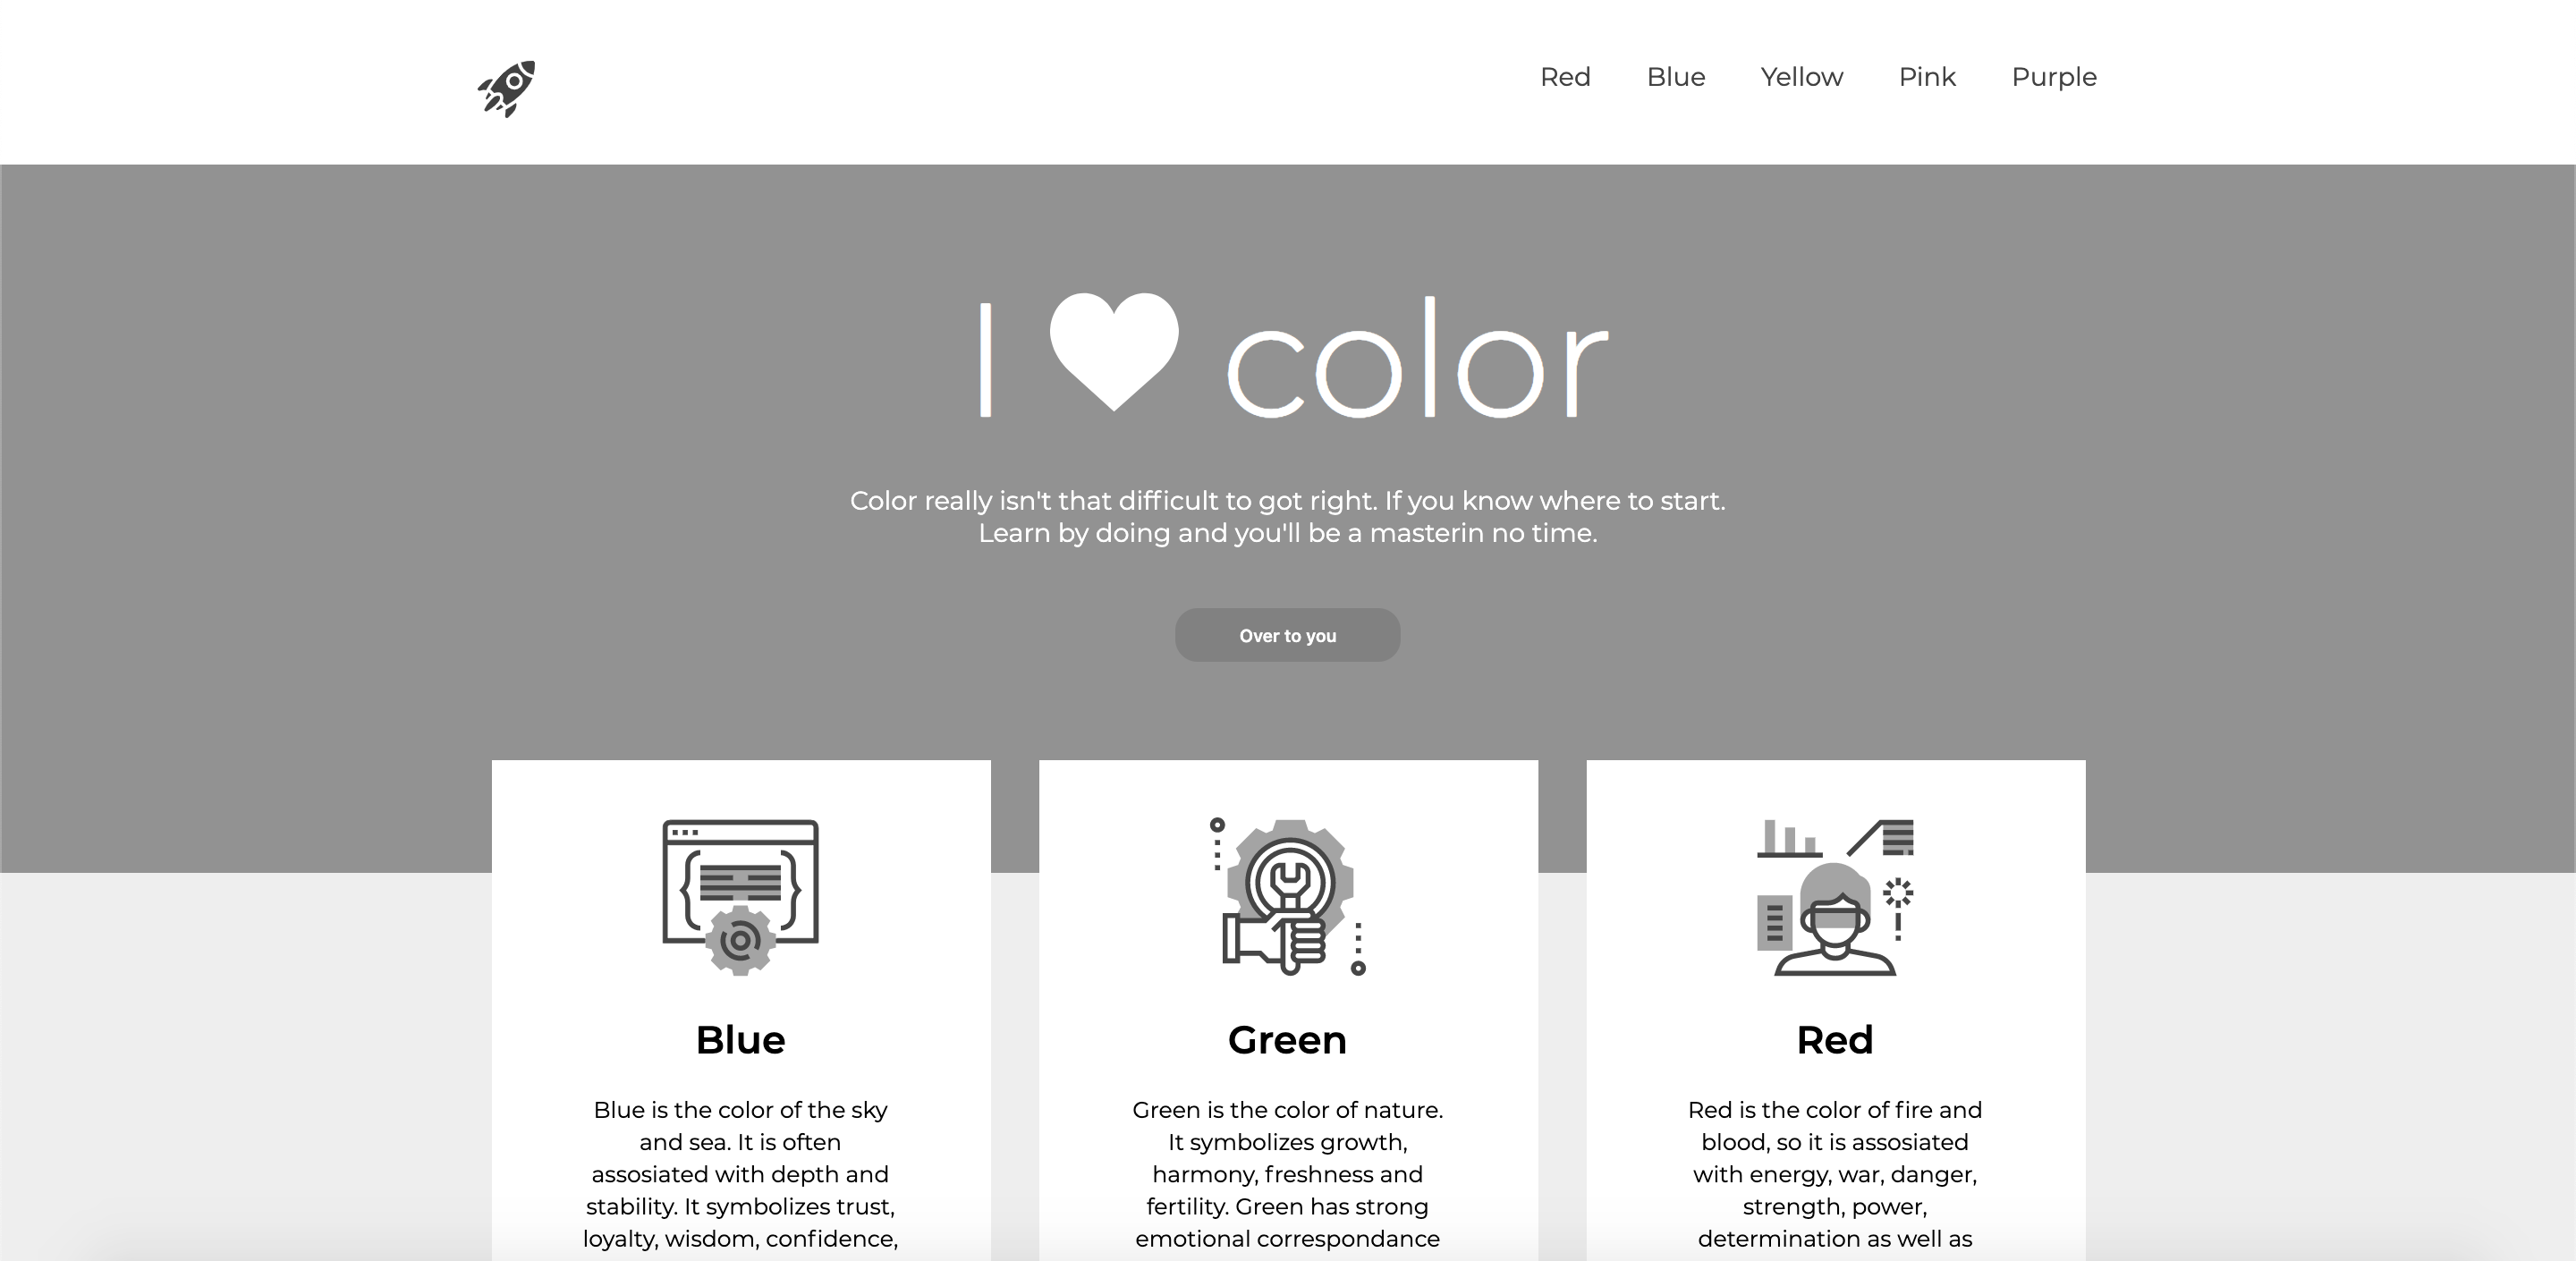 Red Blue Yellow Pink Purple
I color
Color really isn't that difficult to got right. If you know where to start.
Learn by doing and you'll be a masterin no time.
Over to you
Blue
Blue is the color of the sky
and sea. It is often
assosiated with depth and
stability. It symbolizes trust,
loyalty, wisdom, confidence,
Green
Green is the color of nature.
It symbolizes growth,
harmony, freshness and
fertility. Green has strong
emotional correspondance
Red
Red is the color of fire and
blood, so it is assosiated
with energy, war, danger,
strength, power,
determination as well as